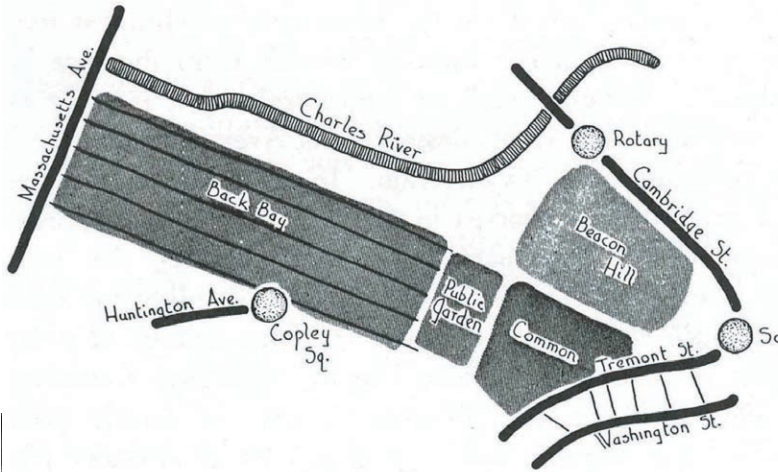 Massachusetts Ave.
Charles River
Rotary
Cambridge St.
Back Bay
Beacon
Hill
Public
Garden
Huntington Ave.
Copley
Sq.
Common
Tremont St.
Washington St.